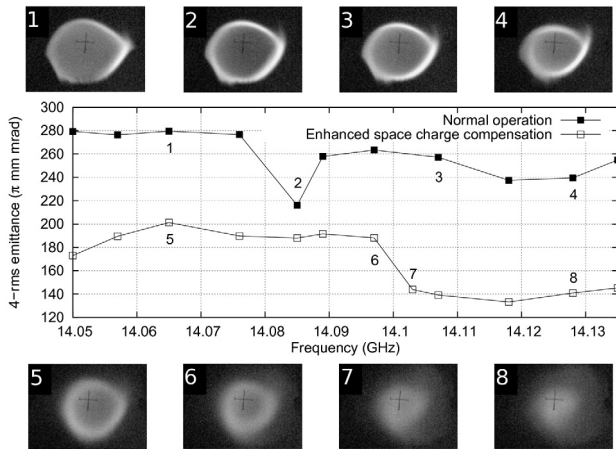 1 2 3 4
300
280
260
240
220
200
180
160
140
120
4-rms emittance (π mm mrad)
Normal operation
Enhanced space charge compensation
1
2
3
4
5
6
7
8
14.05 14.06 14.07 14.08 14.09 14.1 14.11 14.12 14.13
Frequency (GHz)
5 6 7 8